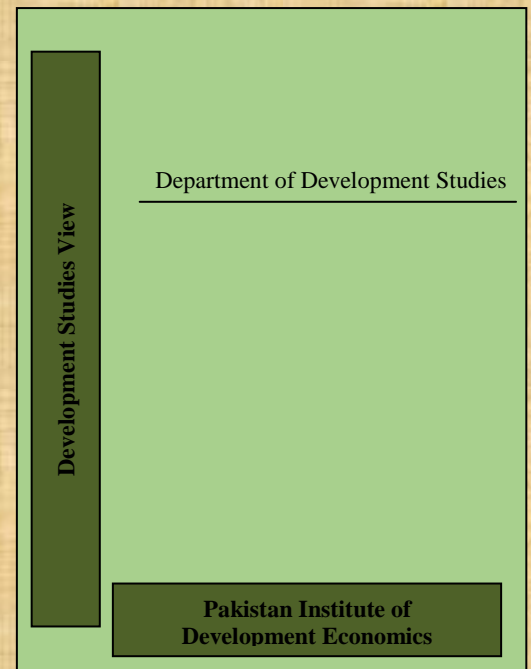 Department of Development Studies
Development Studies View
Pakistan Institute of
Development Economics